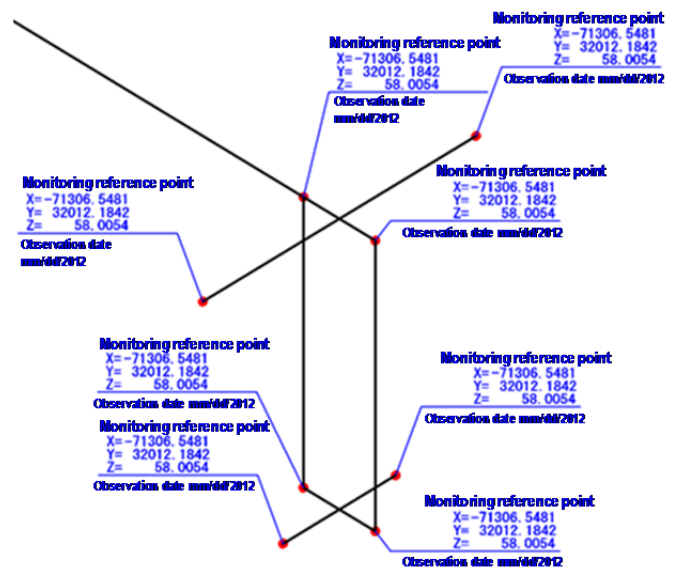 Monitoring reference point
X=-71306. 5481
Y= 32012. 1842
Z= 58. 0054
Observation date mm/dd/2012
Monitoring reference point
X=-71306. 5481
Y= 32012. 1842
Z= 58. 0054
Observation date
mm/dd/2012
Monitoring reference point
X=-71306. 5481
Y= 32012. 1842
Z= 58. 0054
Observation date mm/dd/2012
Monitoring reference point
X=-71306. 5481
Y= 32012. 1842
Z= 58. 0054
Observation date
mm/dd/2012
Monitoring reference point
X=-71306. 5481
Y= 32012. 1842
Z= 58. 0054
Observation date mm/dd/2012
Monitoring reference point
X=-71306. 5481
Y= 32012. 1842
Z= 58. 0054
Observation date mm/dd/2012
Monitoring reference point
X=-71306. 5481
Y= 32012. 1842
Z= 58. 0054
Observation date mm/dd/2012
Monitoring reference point
X=-71306. 5481
Y= 32012. 1842
Z= 58. 0054
Observation date mm/dd/2012